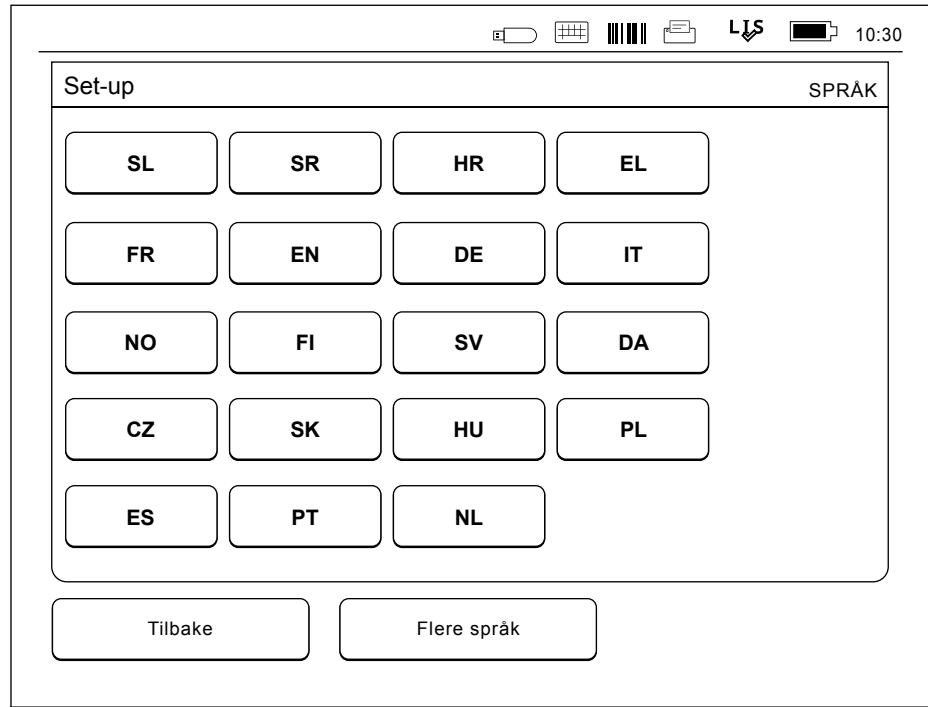 LIS 10:30
Set-up SPRÅK
SL SR HR EL
FR EN DE IT
NO FI SV DA
CZ SK HU PL
ES PT NL
Tilbake Flere språk